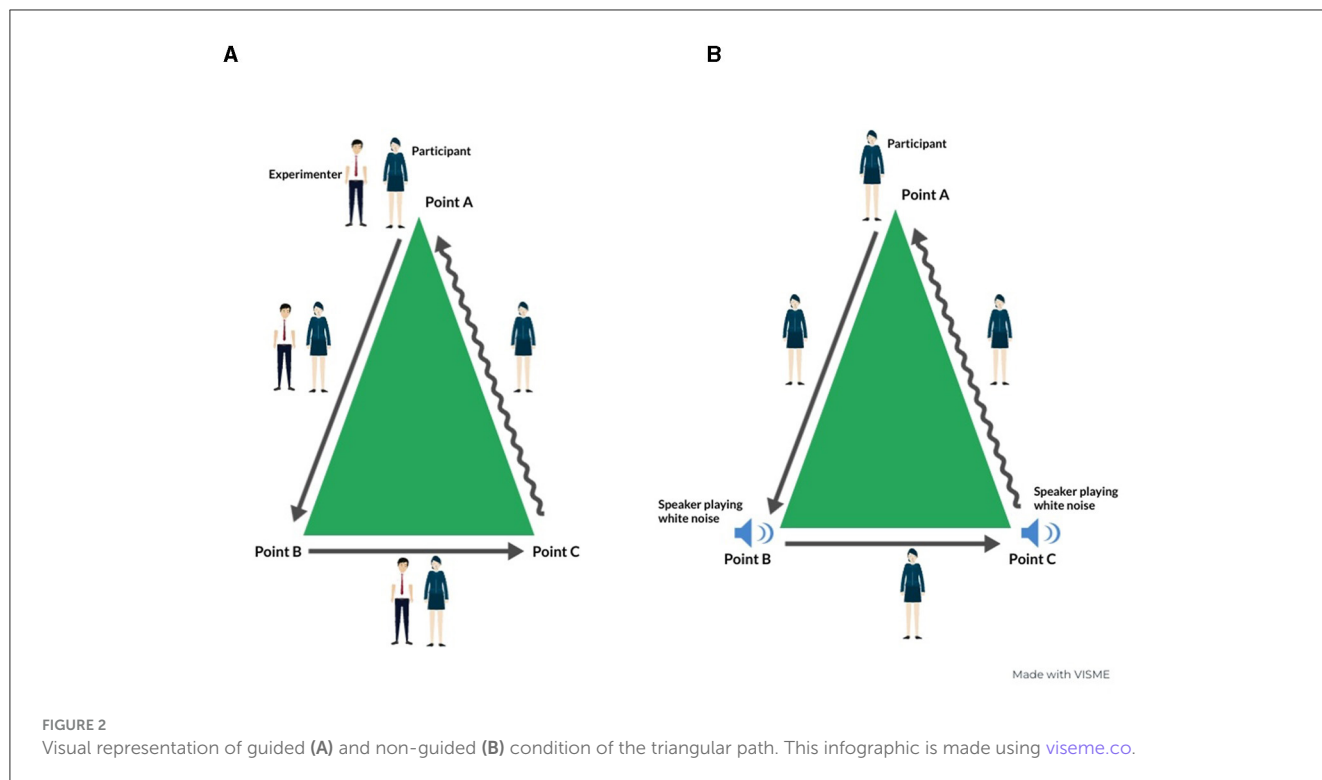 A
B
Participant
Experimenter
Point A
Point B
Point C
Participant
Point A
Speaker playing
white noise
Speaker playing
white noise
Point B
Point C
Made with VISME
FIGURE 2
Visual representation of guided (A) and non-guided (B) condition of the triangular path. This infographic is made using viseme.co.